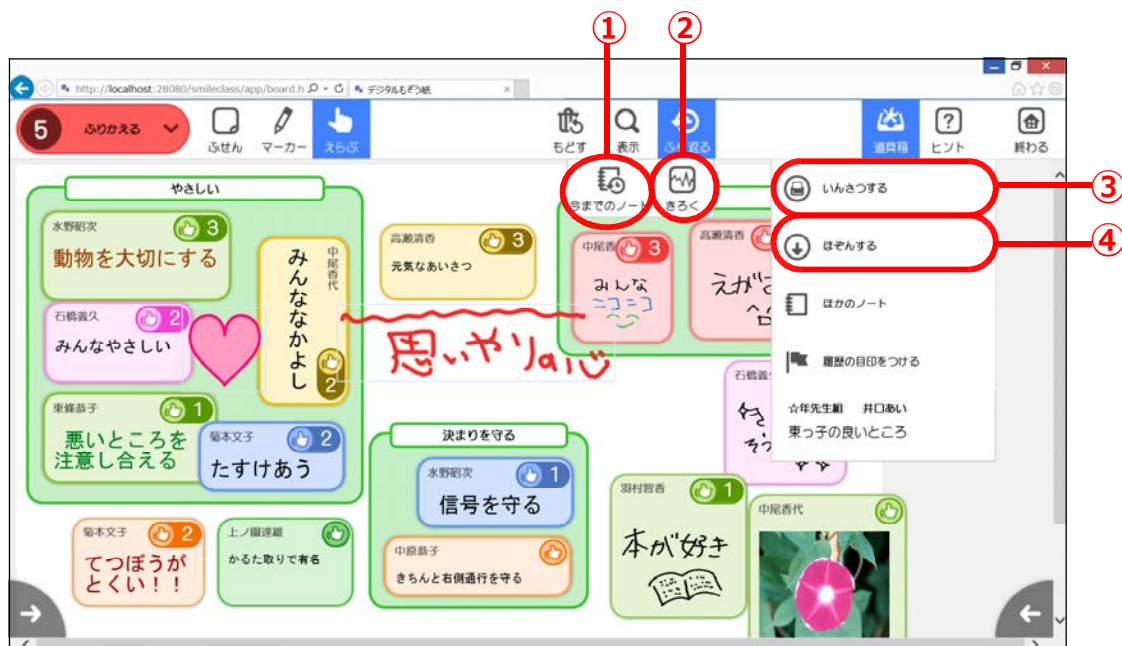 ① ②
http://localhost:28080/smileclass/app/board.h
デジタルもぞう紙
5 ふりかえる
ふせん
マーカー
えらぶ
もどす
表示
ふり返る
道具箱
ヒント
終わる
今までのノート
きろく
いんさつする ③
ほぞんする ④
ほかのノート
履歴の目印をつける
☆年先生組 井口あい
東っ子の良いところ
やさしい
水野昭次 3
動物を大切にする
中尾香代
みんななかよし
2
石橋義久 2
みんなやさしい
東條恭子 1
悪いところを
注意し合える
菊本文子 2
たすけあう
高瀬清香 3
元気なあいさつ
思いやりの心
中尾香 3
みんな
ニコニコ
高瀬清香
えがお
石橋義
決まりを守る
水野昭次 1
信号を守る
中原恭子
きちんと右側通行を守る
菊本文子 2
てつぼうが
とくい!!
上ノ園達雄
かるた取りで有名
羽村智香 1
本が好き
中尾香代